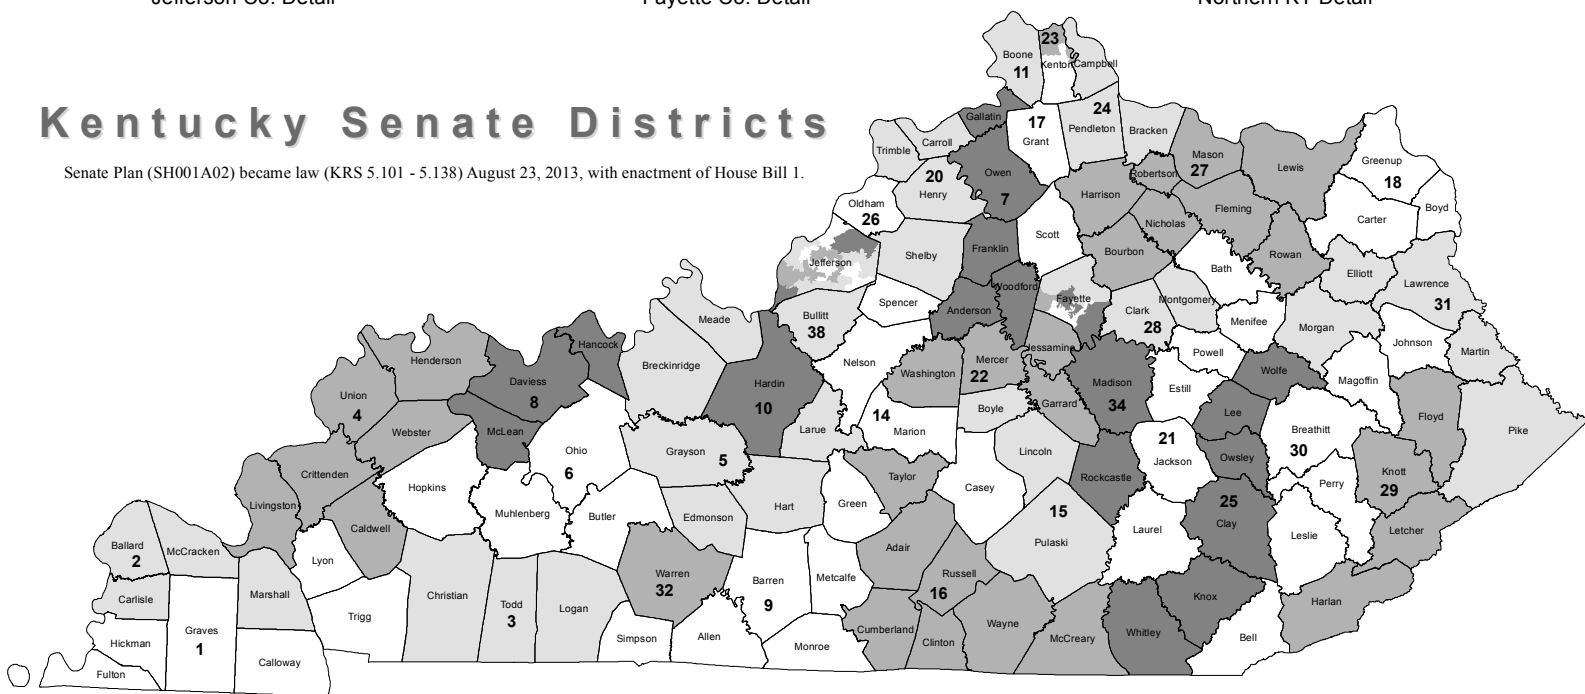 Jefferson Co. Detail
Fayette Co. Detail
Northern KY Detail
Kentucky Senate Districts
Senate Plan (SH001A02) became law (KRS 5.101 - 5.138) August 23, 2013, with enactment of House Bill 1.
23
Boone
11
Kenton
Campbell
Gallatin
17
Grant
24
Pendleton
Bracken
Trimble
Carroll
Mason
27
Lewis
Greenup
18
Owen
7
Robertson
20
Henry
Oldham
26
Harrison
Nicholas
Fleming
Carter
Boyd
Scott
Jefferson
Shelby
Franklin
Bourbon
Bath
Rowan
Elliott
Lawrence
31
Woodford
Fayette
Montgomery
Spencer
Anderson
Clark
28
Menifee
Morgan
Bullitt
38
Meade
Johnson
Martin
Hancock
Henderson
Jessamine
Powell
Nelson
Mercer
22
Washington
Breckinridge
Wolfe
Magoffin
Daviess
8
Hardin
10
Madison
34
Estill
Union
4
Garrard
Boyle
Lee
Floyd
Pike
14
Marion
Larue
McLean
Webster
Breathitt
30
21
Jackson
Ohio
6
Grayson
5
Lincoln
Owsley
Crittenden
Taylor
Rockcastle
Knott
29
Hopkins
Casey
Perry
Livingston
Hart
Green
25
Clay
Muhlenberg
Butler
Edmonson
15
Pulaski
Caldwell
Laurel
Leslie
Letcher
Ballard
2
McCracken
Adair
Lyon
Warren
32
Barren
9
Metcalfe
Russell
16
Carlisle
Marshall
Christian
Todd
3
Logan
Knox
Harlan
Trigg
Wayne
Graves
1
Cumberland
Whitley
McCreary
Simpson
Allen
Bell
Hickman
Clinton
Monroe
Calloway
Fulton